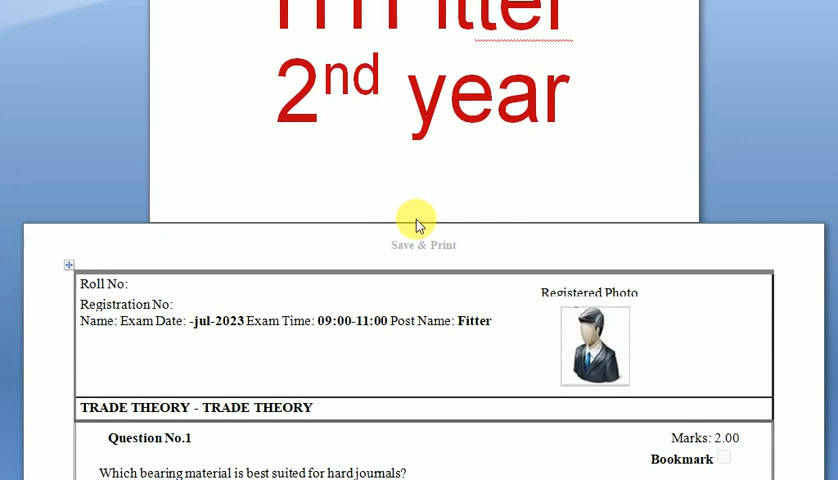 2nd year
Save & Print
Roll No:
Registration No:
Registered Photo
Name: Exam Date: -jul-2023 Exam Time: 09:00-11:00 Post Name: Fitter
TRADE THEORY - TRADE THEORY
Question No.1
Marks: 2.00
Bookmark
Which bearing material is best suited for hard journals?